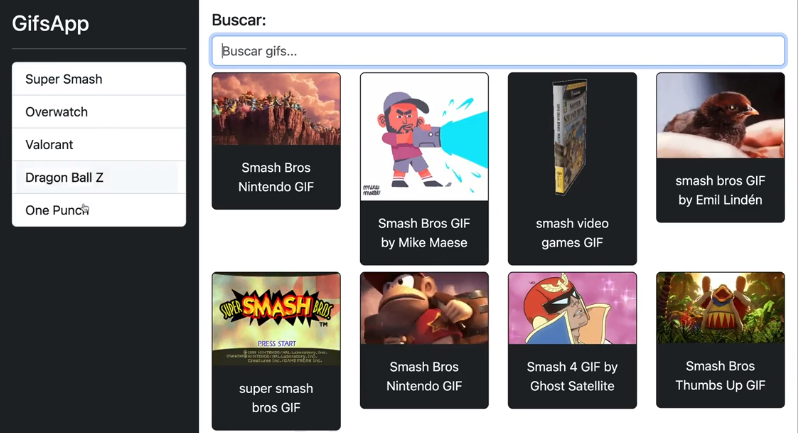 GifsApp
Super Smash
Overwatch
Valorant
Dragon Ball Z
One Punch
Buscar:
Buscar gifs...
Smash Bros
Nintendo GIF
Smash Bros GIF
by Mike Maese
smash video
games GIF
smash bros GIF
by Emil Lindén
SUPER SMASH BROS
TM
PRESS START
super smash
bros GIF
Smash Bros
Nintendo GIF
Smash 4 GIF by
Ghost Satellite
Smash Bros
Thumbs Up GIF